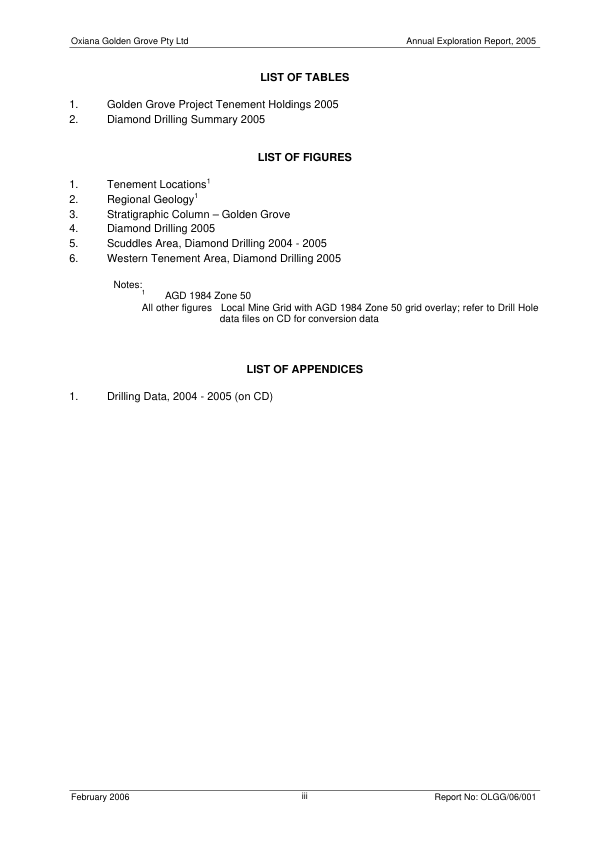 Oxiana Golden Grove Pty Ltd Annual Exploration Report, 2005
LIST OF TABLES
1. Golden Grove Project Tenement Holdings 2005
2. Diamond Drilling Summary 2005
LIST OF FIGURES
1. Tenement Locations¹
2. Regional Geology¹
3. Stratigraphic Column – Golden Grove
4. Diamond Drilling 2005
5. Scuddles Area, Diamond Drilling 2004 - 2005
6. Western Tenement Area, Diamond Drilling 2005
Notes:
¹ AGD 1984 Zone 50
All other figures Local Mine Grid with AGD 1984 Zone 50 grid overlay; refer to Drill Hole
data files on CD for conversion data
LIST OF APPENDICES
1. Drilling Data, 2004 - 2005 (on CD)
February 2006 iii Report No: OLGG/06/001